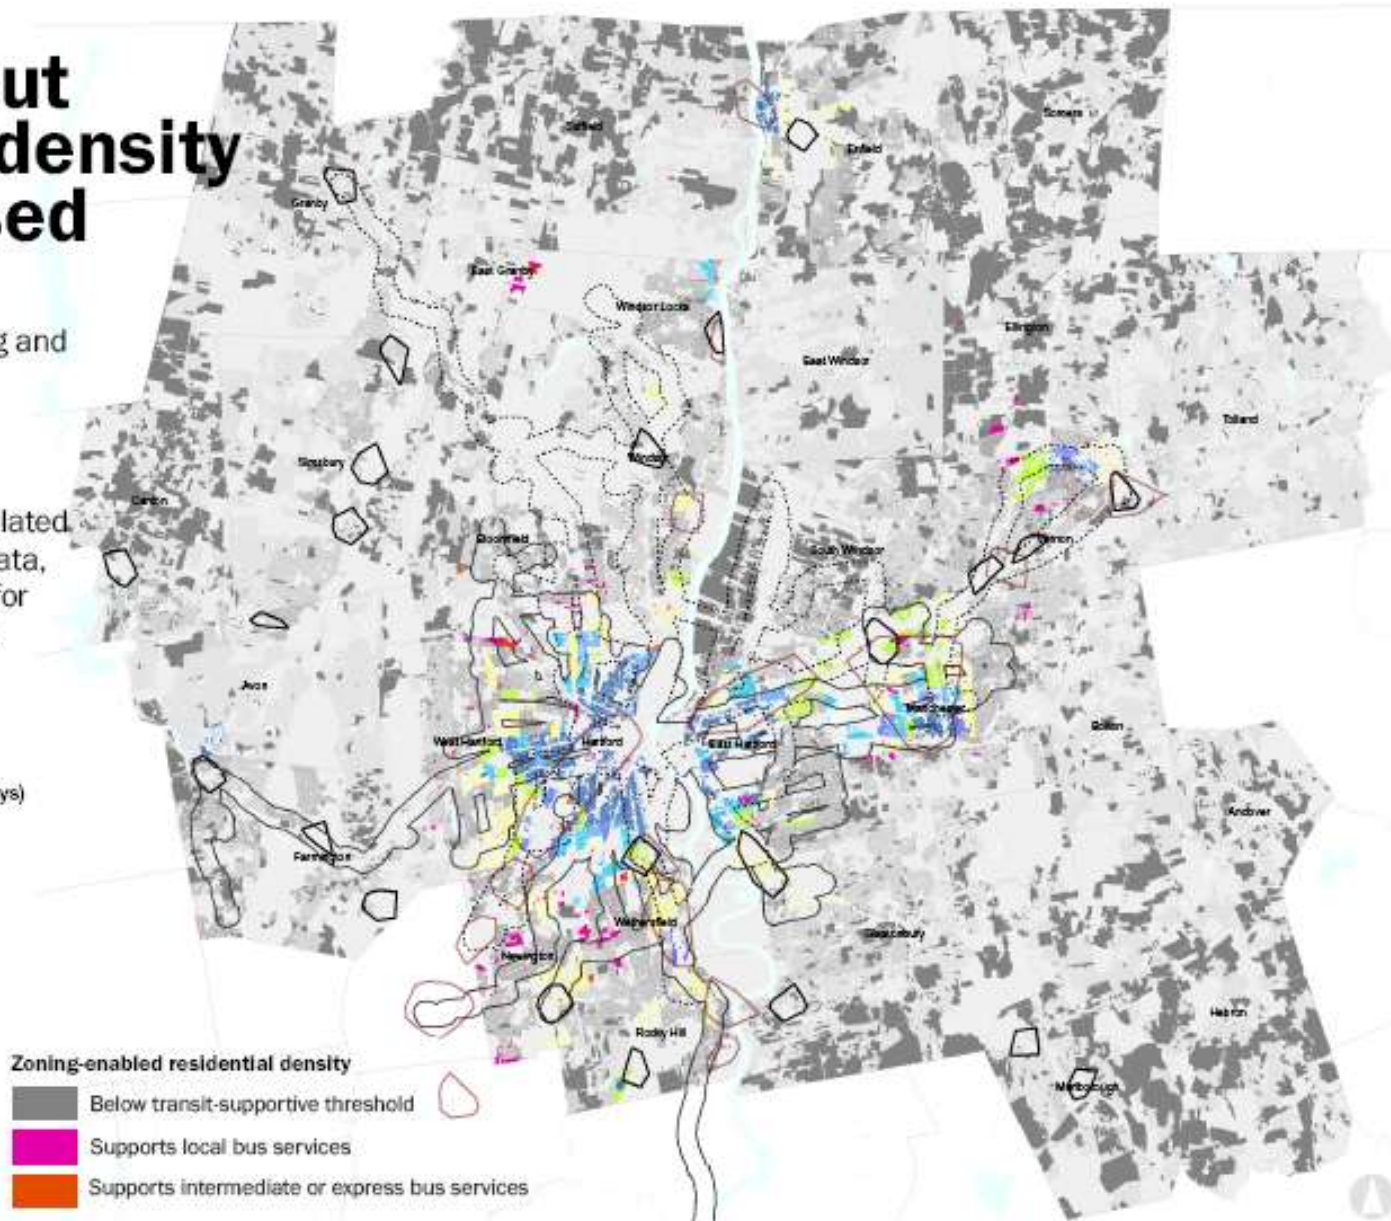 ut
density
sed
g and
lated
ata,
for
ys)
Suffield
Somers
Enfield
Granby
East Granby
Windsor Locks
Ellington
East Windsor
Tolland
Simsbury
Windsor
Canton
Bloomfield
South Windsor
Vernon
Avon
Manchester
Bolton
West Hartford
Hartford
East Hartford
Andover
Farmington
Wethersfield
Glastonbury
Newington
Hebron
Rocky Hill
Marlborough
Zoning-enabled residential density
Below transit-supportive threshold
Supports local bus services
Supports intermediate or express bus services